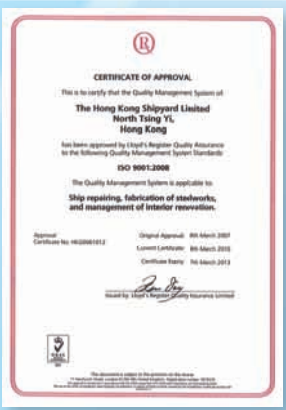 CERTIFICATE OF APPROVAL
This is to certify that the Quality Management System of:
The Hong Kong Shipyard Limited
North Tsing Yi,
Hong Kong
has been approved by Lloyd's Register Quality Assurance
to the following Quality Management System Standards:
ISO 9001:2008
The Quality Management System is applicable to:
Ship repairing, fabrication of steelworks,
and management of interior renovation.
Approval
Certificate No:
Original Approval: 8th March 2007
Current Certificate: 8th March 2010
Certificate Expiry: 7th March 2013
Issued by: Lloyd's Register Quality Assurance Limited